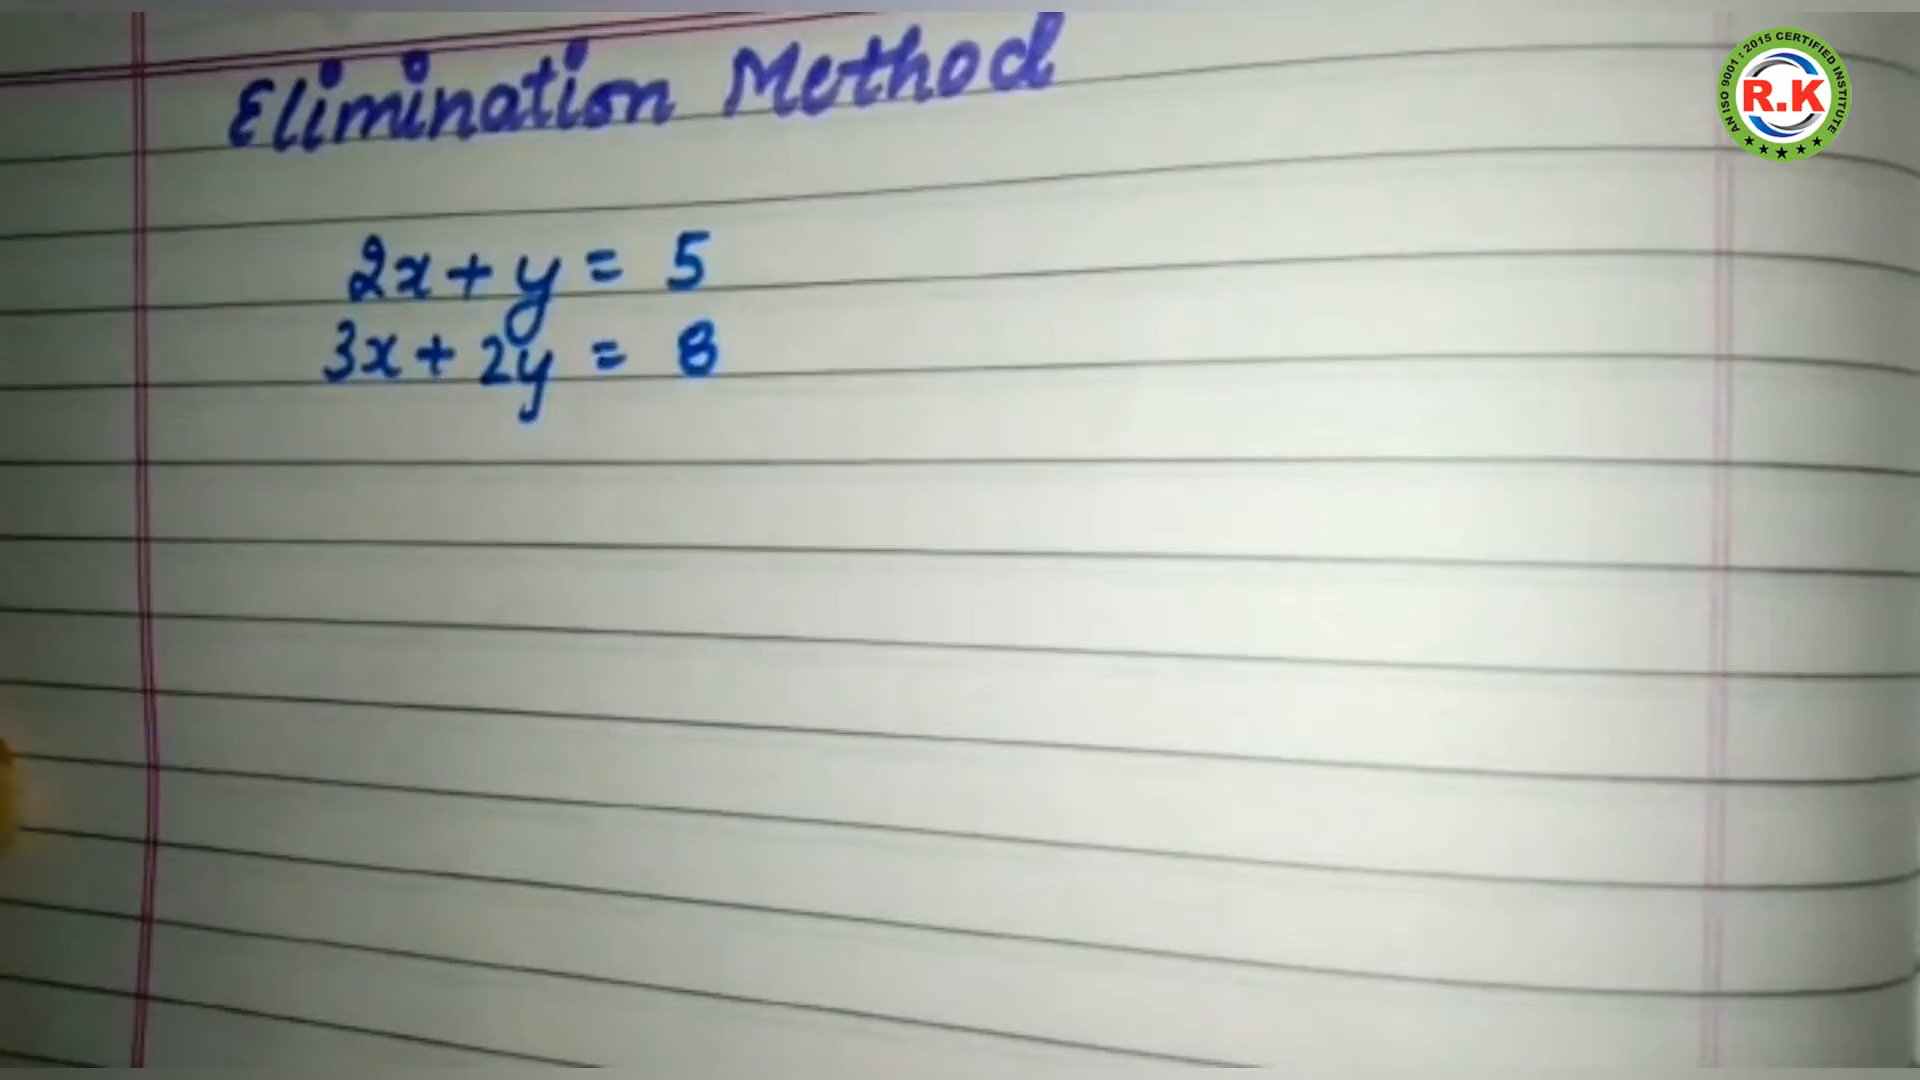 Elimination Method
2x + y = 5
3x + 2y = 8
AN ISO 9001 : 2015 CERTIFIED INSTITUTE
R.K